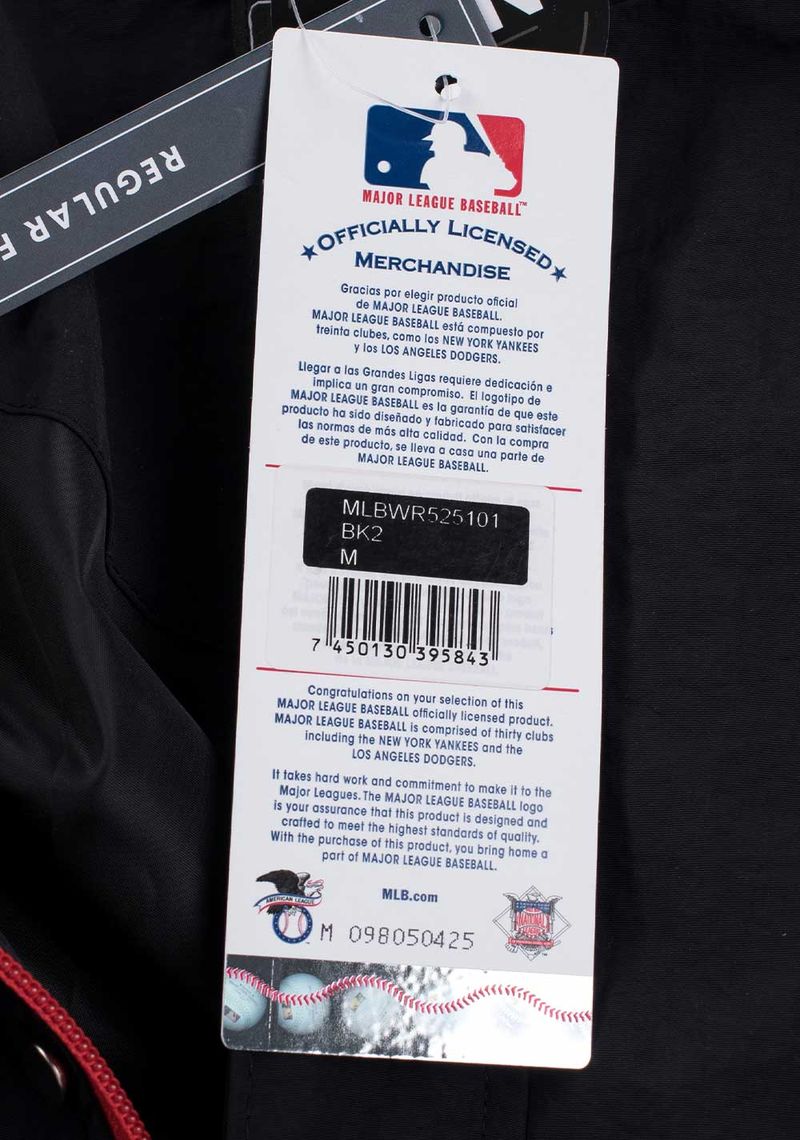 REGULAR F
MAJOR LEAGUE BASEBALL™
OFFICIALLY LICENSED
MERCHANDISE
Gracias por elegir producto oficial
de MAJOR LEAGUE BASEBALL.
MAJOR LEAGUE BASEBALL está compuesto por
treinta clubes, como los NEW YORK YANKEES
y los LOS ANGELES DODGERS.
Llegar a las Grandes Ligas requiere dedicación e
implica un gran compromiso. El logotipo de
MAJOR LEAGUE BASEBALL es la garantía de que este
producto ha sido diseñado y fabricado para satisfacer
las normas de más alta calidad. Con la compra
de este producto, se lleva a casa una parte de
MAJOR LEAGUE BASEBALL.
MLBWR525101
BK2
M
7 450130 395843
Congratulations on your selection of this
MAJOR LEAGUE BASEBALL officially licensed product.
MAJOR LEAGUE BASEBALL is comprised of thirty clubs
including the NEW YORK YANKEES and the
LOS ANGELES DODGERS.
It takes hard work and commitment to make it to the
Major Leagues. The MAJOR LEAGUE BASEBALL logo
is your assurance that this product is designed and
crafted to meet the highest standards of quality.
With the purchase of this product, you bring home a
part of MAJOR LEAGUE BASEBALL.
MLB.com
AMERICAN LEAGUE
NATIONAL
M 098050425